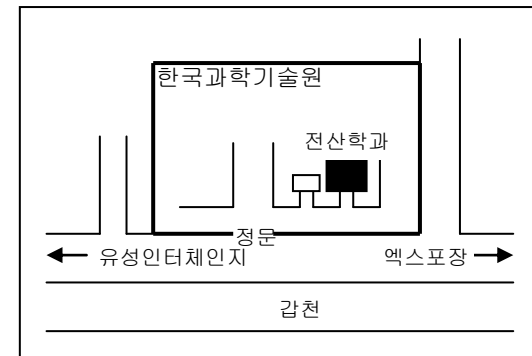 한국과학기술원
전산학과
정문
유성인터체인지
엑스포장
갑천